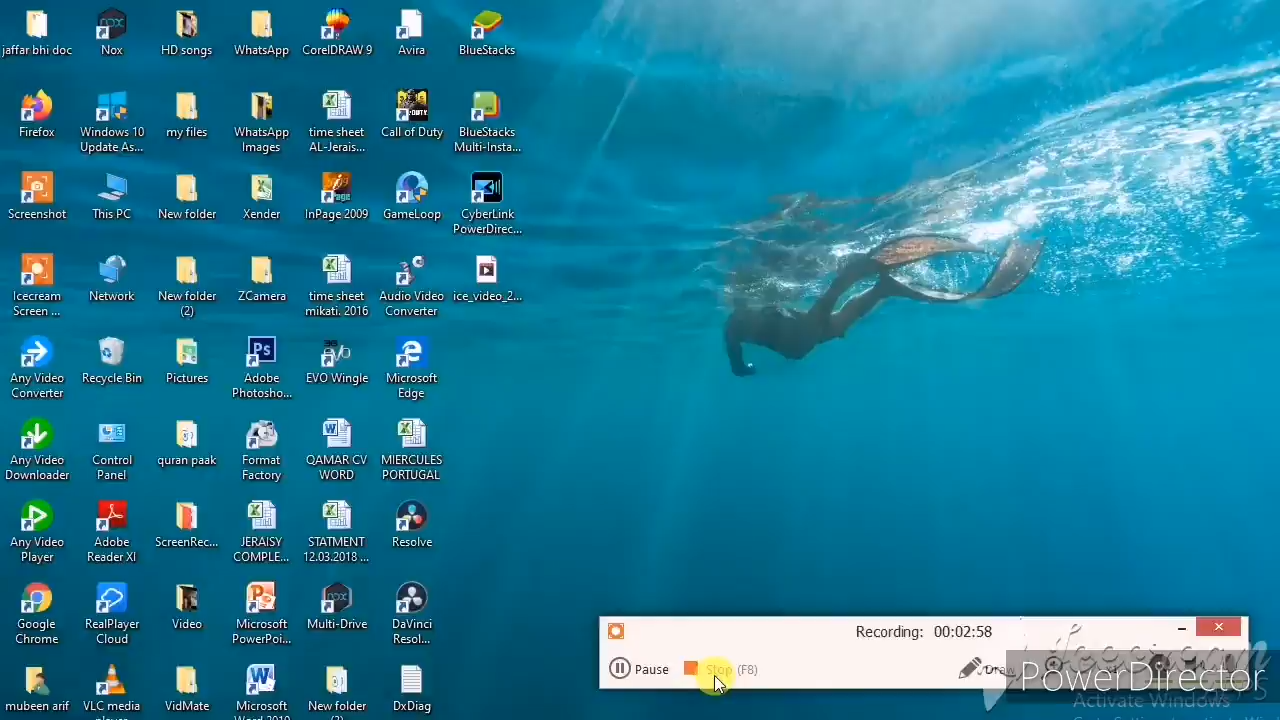 jaffar bhi doc
Nox
HD songs
WhatsApp
CorelDRAW 9
Avira
BlueStacks
Firefox
Windows 10
Update As...
my files
WhatsApp
Images
time sheet
AL-Jerais...
Call of Duty
BlueStacks
Multi-Insta...
Screenshot
This PC
New folder
Xender
InPage 2009
GameLoop
CyberLink
PowerDirec...
Icecream
Screen ...
Network
New folder
(2)
ZCamera
time sheet
mikati. 2016
Audio Video
Converter
ice_video_2...
Any Video
Converter
Recycle Bin
Pictures
Adobe
Photosho...
EVO Wingle
Microsoft
Edge
Any Video
Downloader
Control
Panel
quran paak
Format
Factory
QAMAR CV
WORD
MIERCULES
PORTUGAL
Any Video
Player
Adobe
Reader XI
ScreenRec...
JERAISY
COMPLE...
STATMENT
12.03.2018 ...
Resolve
Google
Chrome
RealPlayer
Cloud
Video
Microsoft
PowerPoi...
Multi-Drive
DaVinci
Resol...
mubeen arif
VLC media
player
VidMate
Microsoft
Word 2010
New folder
DxDiag
Recording: 00:02:58
Pause
Stop (F8)
Draw
PowerDirector
Activate Windows